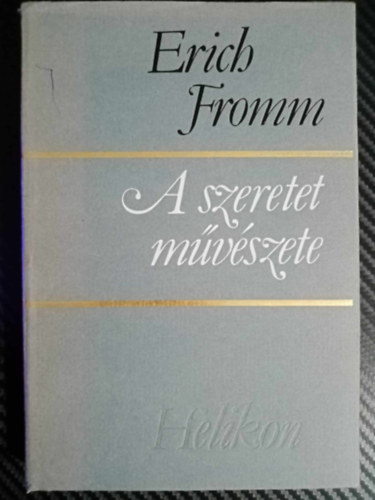 Erich
Fromm
A szeretet
művészete
Helikon